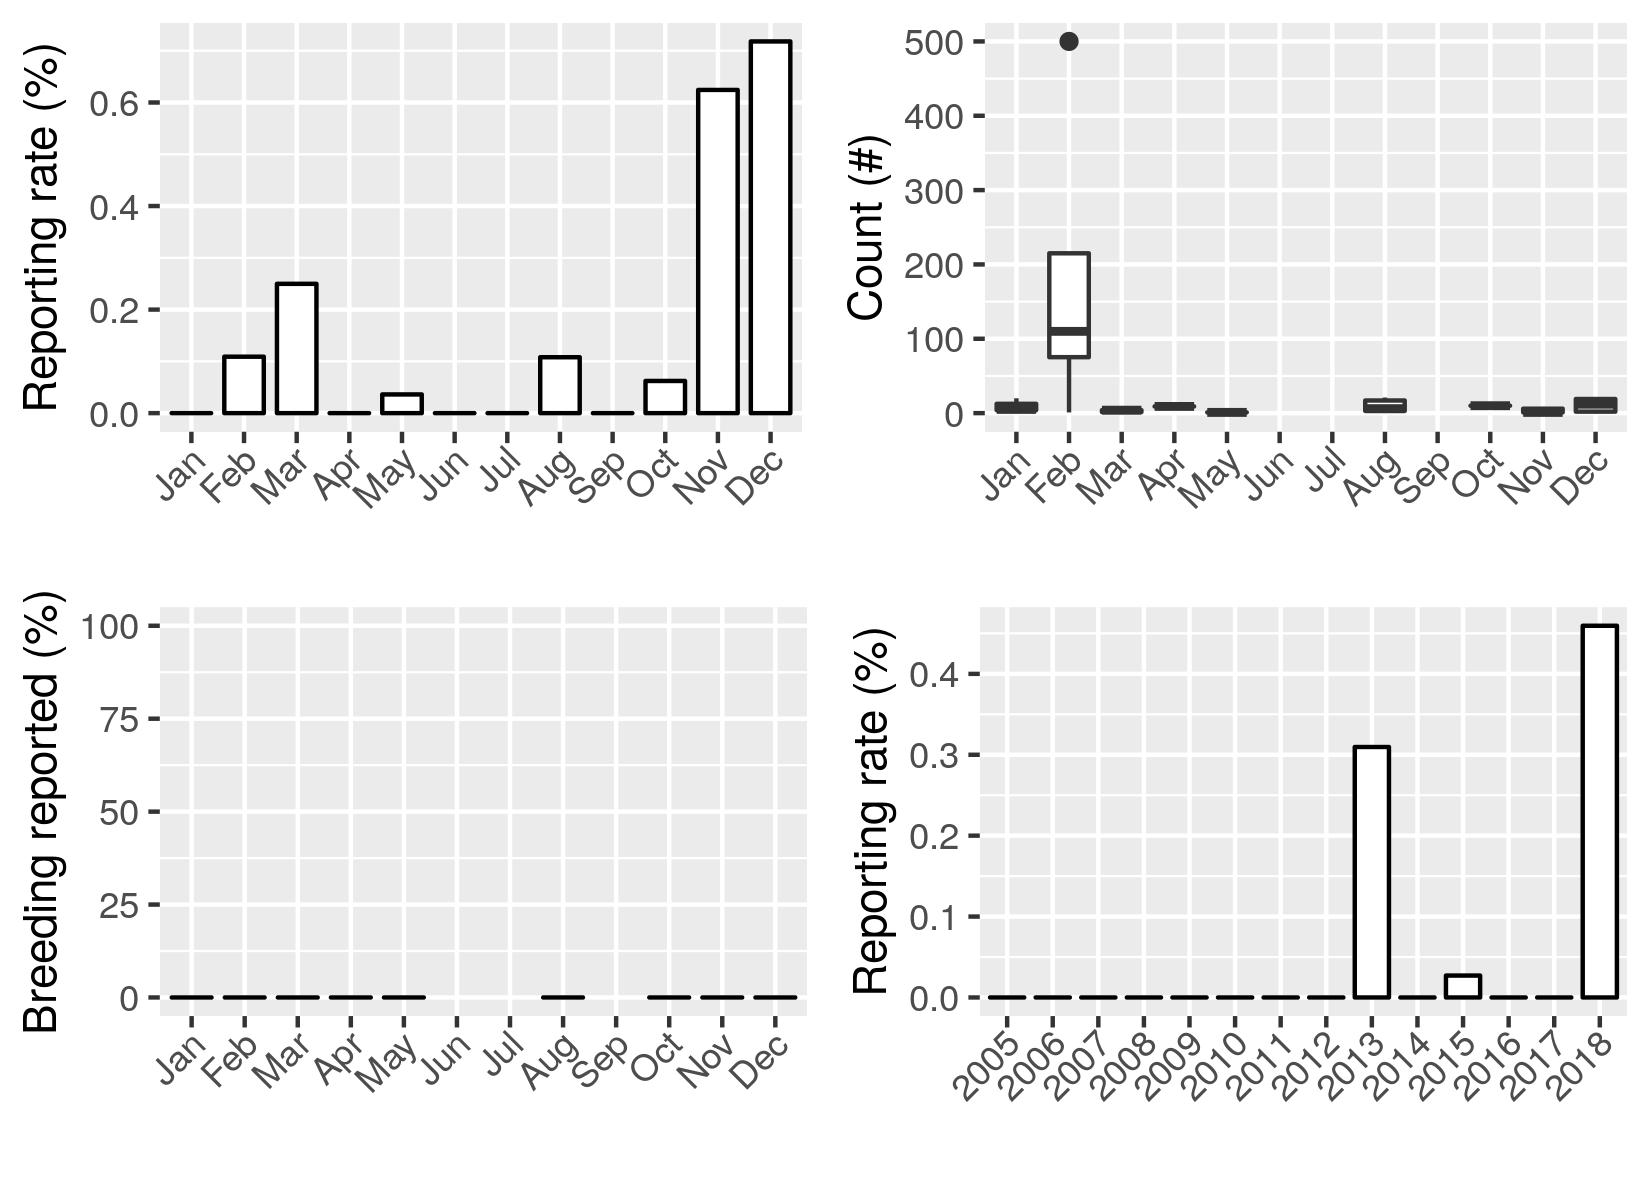 Reporting rate (%)
0.6
0.4
0.2
0.0
Jan Feb Mar Apr May Jun Jul Aug Sep Oct Nov Dec
Count (#)
500
400
300
200
100
0
Jan Feb Mar Apr May Jun Jul Aug Sep Oct Nov Dec
Breeding reported (%)
100
75
50
25
0
Jan Feb Mar Apr May Jun Jul Aug Sep Oct Nov Dec
Reporting rate (%)
0.4
0.3
0.2
0.1
0.0
2005 2006 2007 2008 2009 2010 2011 2012 2013 2014 2015 2016 2017 2018